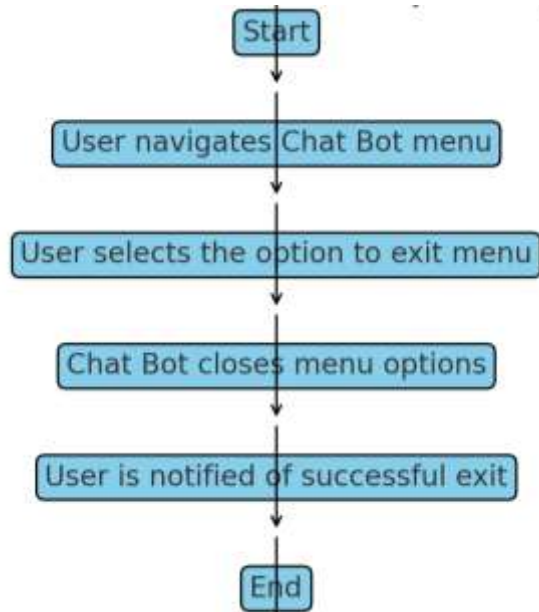 Start
User navigates Chat Bot menu
User selects the option to exit menu
Chat Bot closes menu options
User is notified of successful exit
End